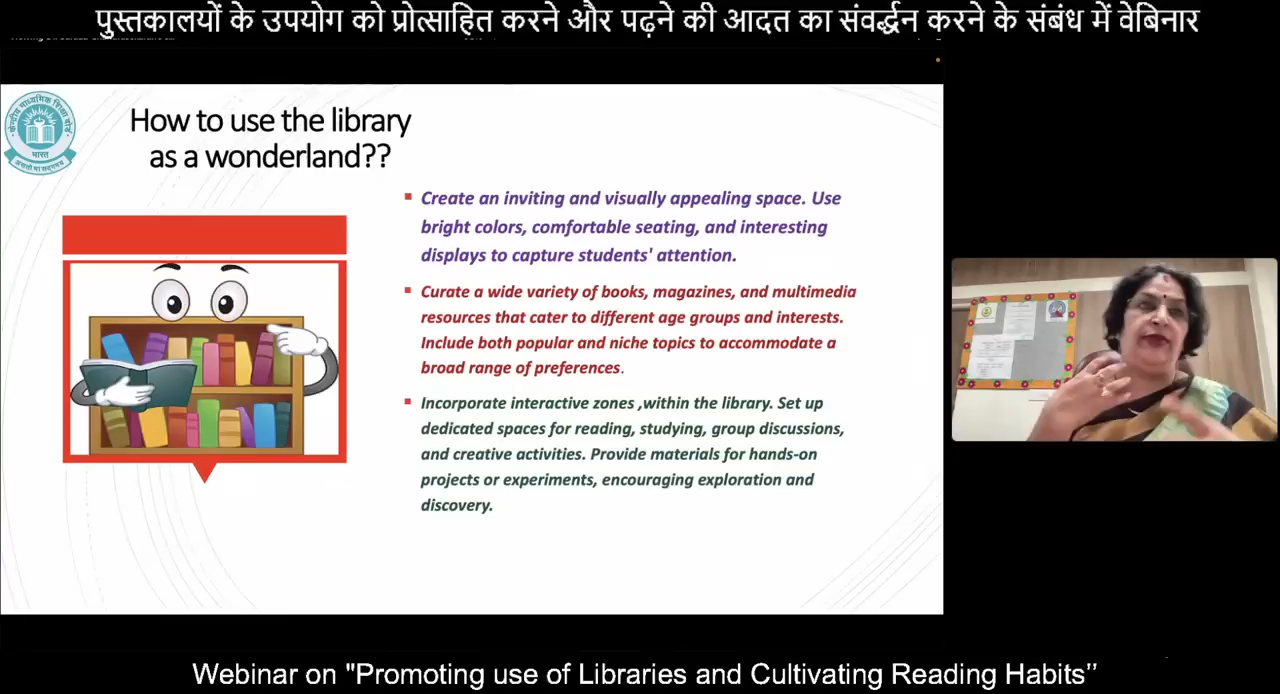 पुस्तकालयों के उपयोग को प्रोत्साहित करने और पढ़ने की आदत का संवर्द्धन करने के संबंध में वेबिनार
केन्द्रीय माध्यमिक शिक्षा बोर्ड
भारत
असतो मा सद्गमय
How to use the library
as a wonderland??
▪ Create an inviting and visually appealing space. Use
bright colors, comfortable seating, and interesting
displays to capture students' attention.
▪ Curate a wide variety of books, magazines, and multimedia
resources that cater to different age groups and interests.
Include both popular and niche topics to accommodate a
broad range of preferences.
▪ Incorporate interactive zones ,within the library. Set up
dedicated spaces for reading, studying, group discussions,
and creative activities. Provide materials for hands-on
projects or experiments, encouraging exploration and
discovery.
Webinar on "Promoting use of Libraries and Cultivating Reading Habits’’